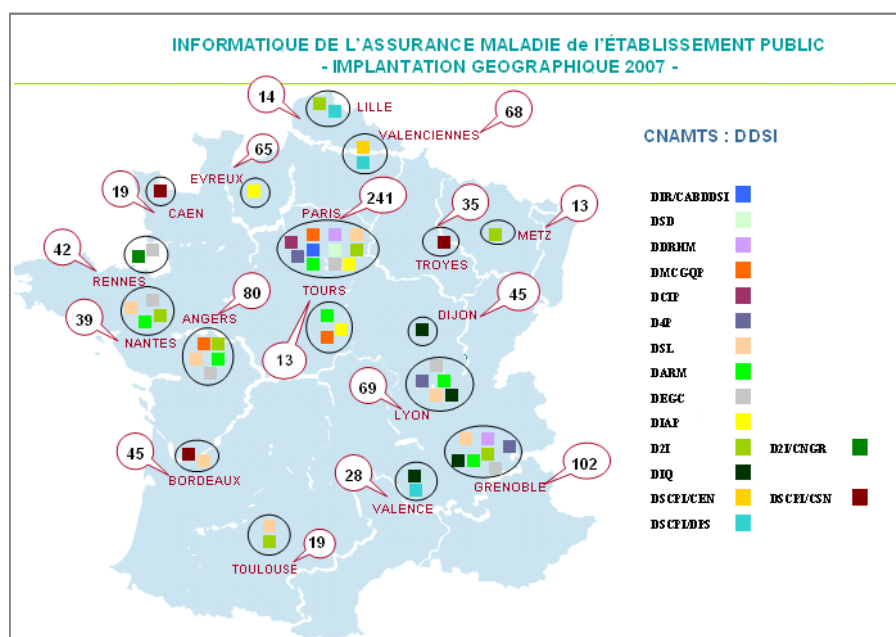 INFORMATIQUE DE L'ASSURANCE MALADIE de l'ÉTABLISSEMENT PUBLIC
- IMPLANTATION GEOGRAPHIQUE 2007 -
14
LILLE
68
VALENCIENNES
65
EVREUX
19
CAEN
PARIS
241
35
TROYES
13
METZ
42
RENNES
39
NANTES
ANGERS
80
TOURS
13
DIJON
45
69
LYON
45
BORDEAUX
28
VALENCE
GRENOBLE
102
TOULOUSE
19
CNAMTS : DDSI
DIR/CABDDSI
DSD
DDRHM
DMCGQP
DCIP
D4P
DSL
DARM
DEGC
DIAP
D2I D2I/CNGR
DIQ
DSCPI/CEN DSCPI/CSN
DSCPI/DPS